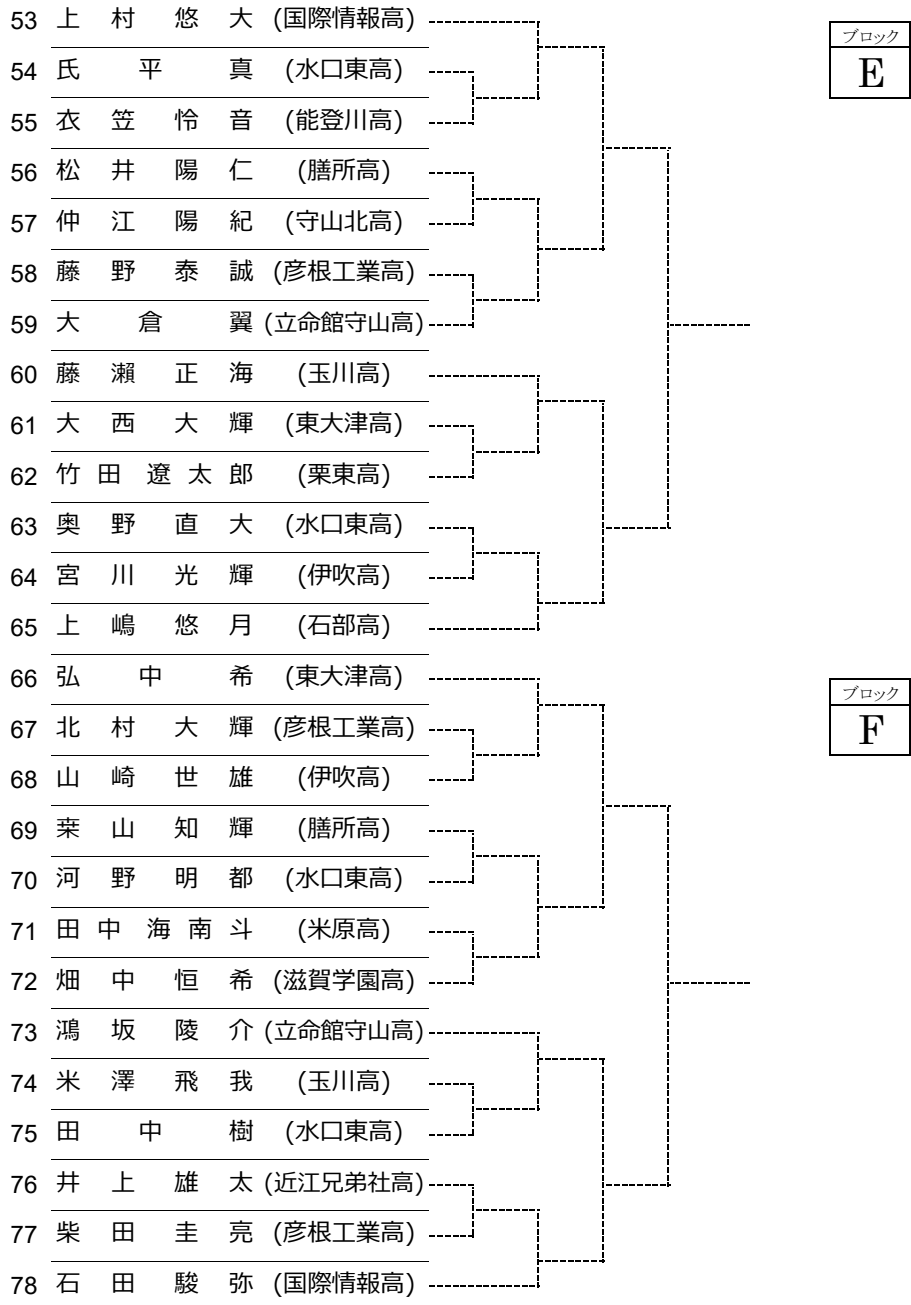 53 上村悠大 (国際情報高)
ブロック
E
54 氏平真 (水口東高)
55 衣笠怜音 (能登川高)
56 松井陽仁 (膳所高)
57 仲江陽紀 (守山北高)
58 藤野泰誠 (彦根工業高)
59 大倉翼 (立命館守山高)
60 藤瀨正海 (玉川高)
61 大西大輝 (東大津高)
62 竹田遼太郎 (栗東高)
63 奥野直大 (水口東高)
64 宮川光輝 (伊吹高)
65 上嶋悠月 (石部高)
66 弘中希 (東大津高)
ブロック
F
67 北村大輝 (彦根工業高)
68 山崎世雄 (伊吹高)
69 桒山知輝 (膳所高)
70 河野明都 (水口東高)
71 田中海南斗 (米原高)
72 畑中恒希 (滋賀学園高)
73 鴻坂陵介 (立命館守山高)
74 米澤飛我 (玉川高)
75 田中樹 (水口東高)
76 井上雄太 (近江兄弟社高)
77 柴田圭亮 (彦根工業高)
78 石田駿弥 (国際情報高)